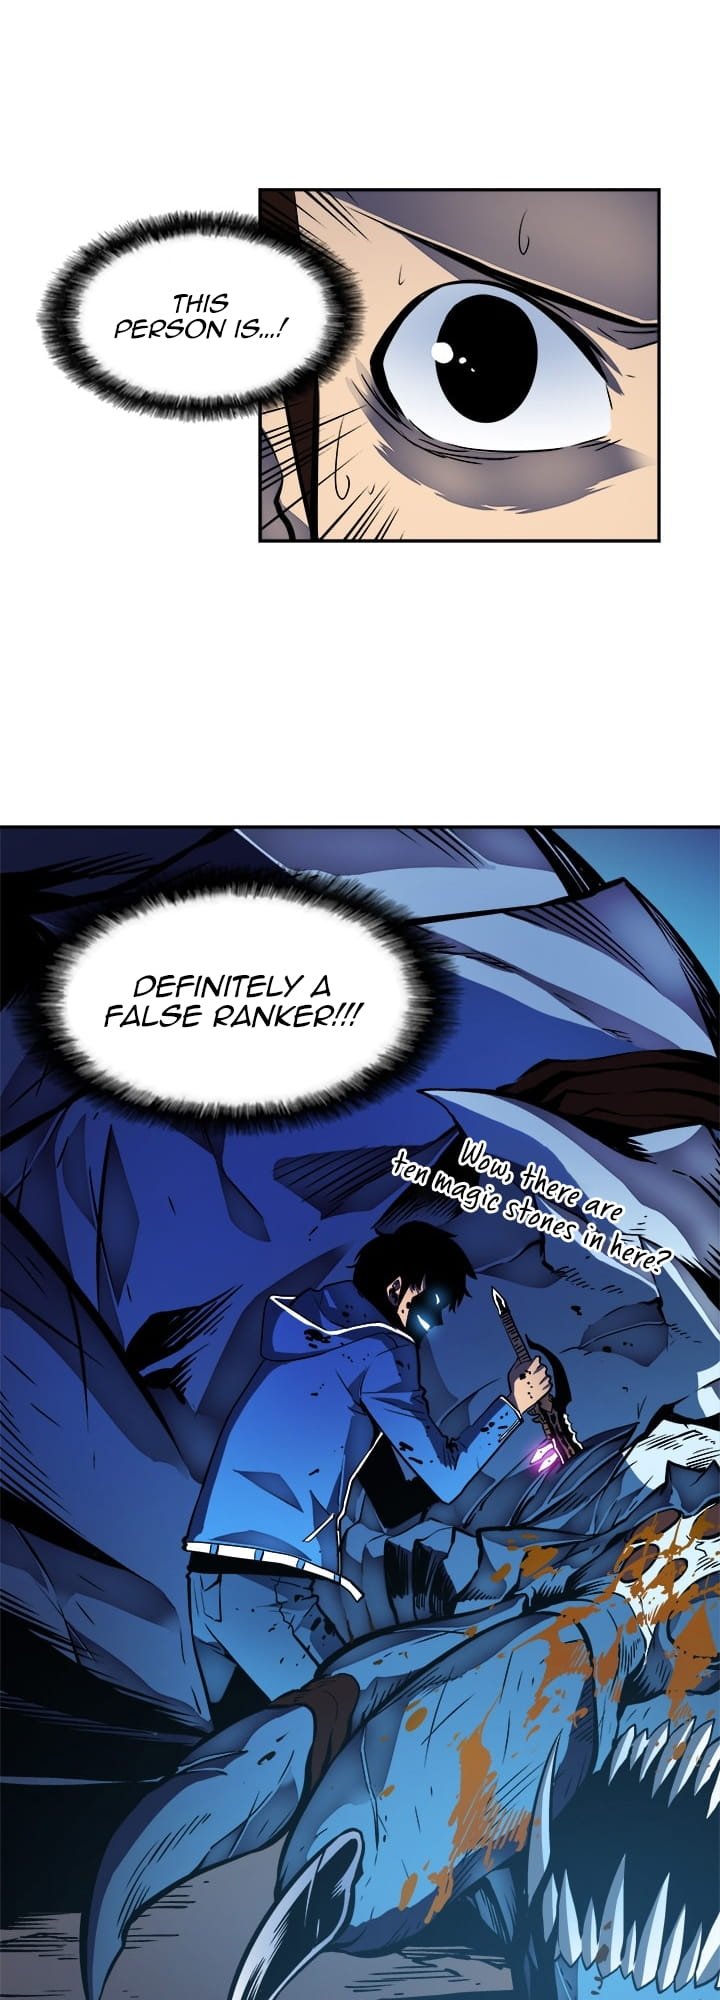 THIS
PERSON IS...!
DEFINITELY A
FALSE RANKER!!!
Wow, there are
ten magic stones in here?